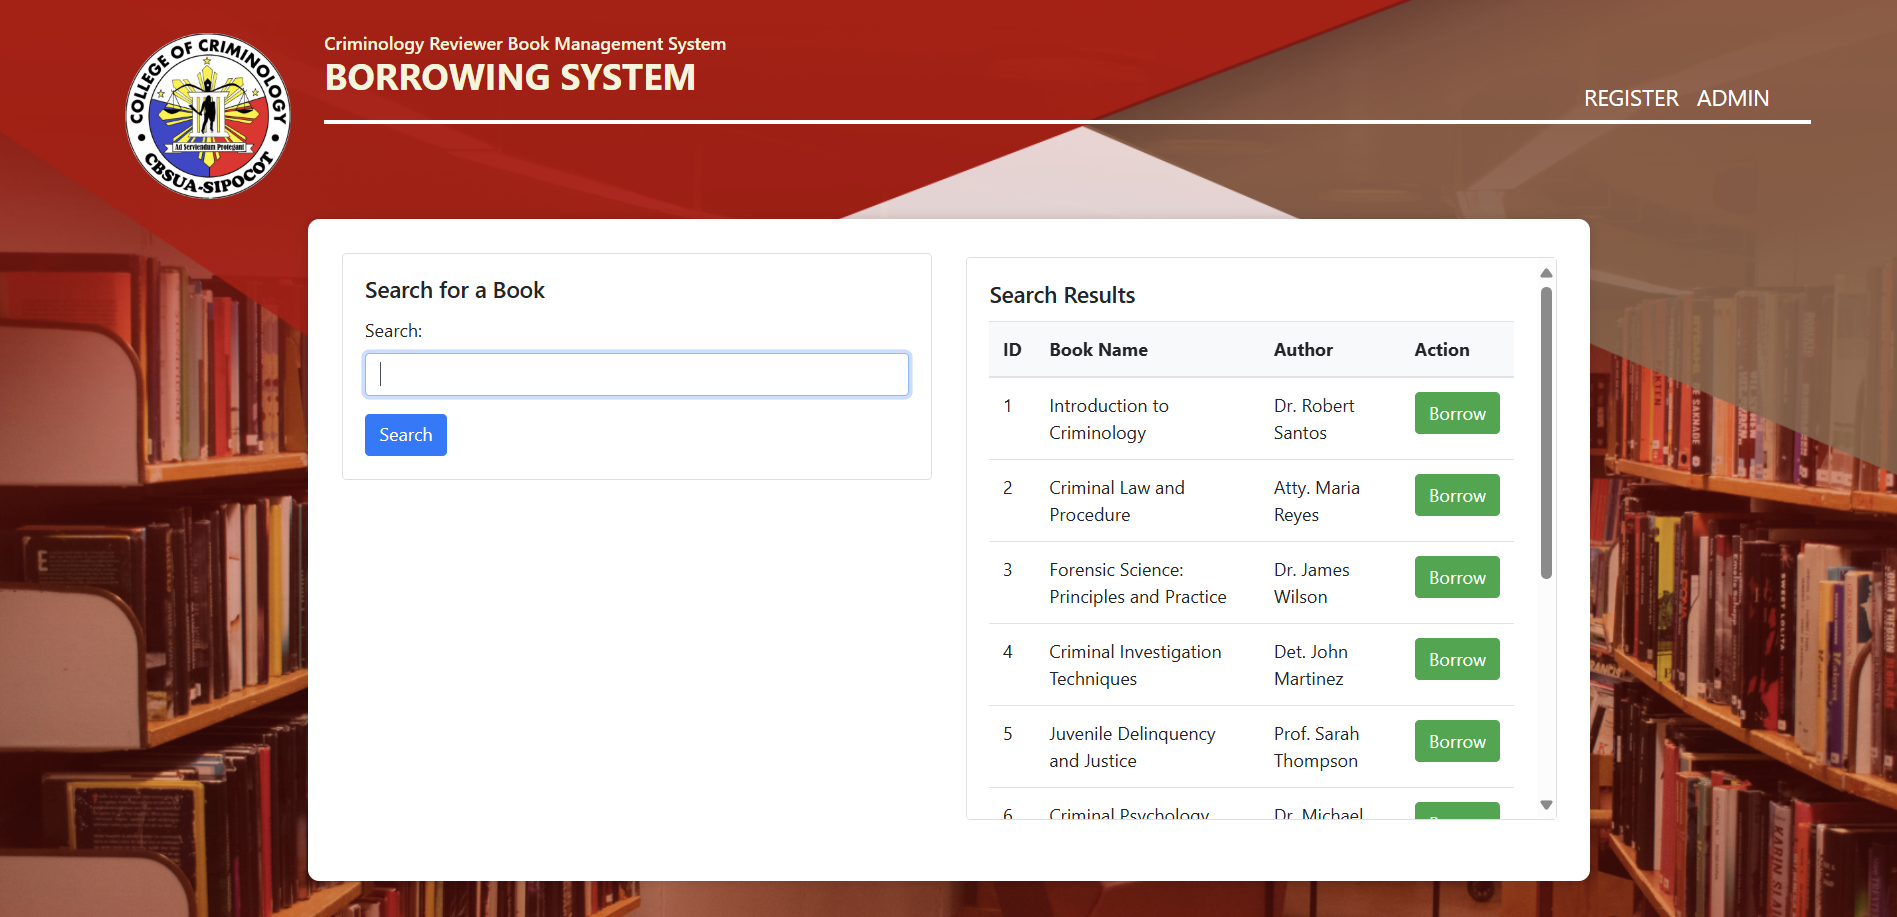 COLLEGE OF CRIMINOLOGY
Ad Serviendum Protegant
CBSUA-SIPOCOT
Criminology Reviewer Book Management System
BORROWING SYSTEM
REGISTER ADMIN
Search for a Book
Search:
Search
Search Results
ID Book Name Author Action
1 Introduction to Dr. Robert Borrow
Criminology Santos
2 Criminal Law and Atty. Maria Borrow
Procedure Reyes
3 Forensic Science: Dr. James Borrow
Principles and Practice Wilson
4 Criminal Investigation Det. John Borrow
Techniques Martinez
5 Juvenile Delinquency Prof. Sarah Borrow
and Justice Thompson
6 Criminal Psychology Dr. Michael